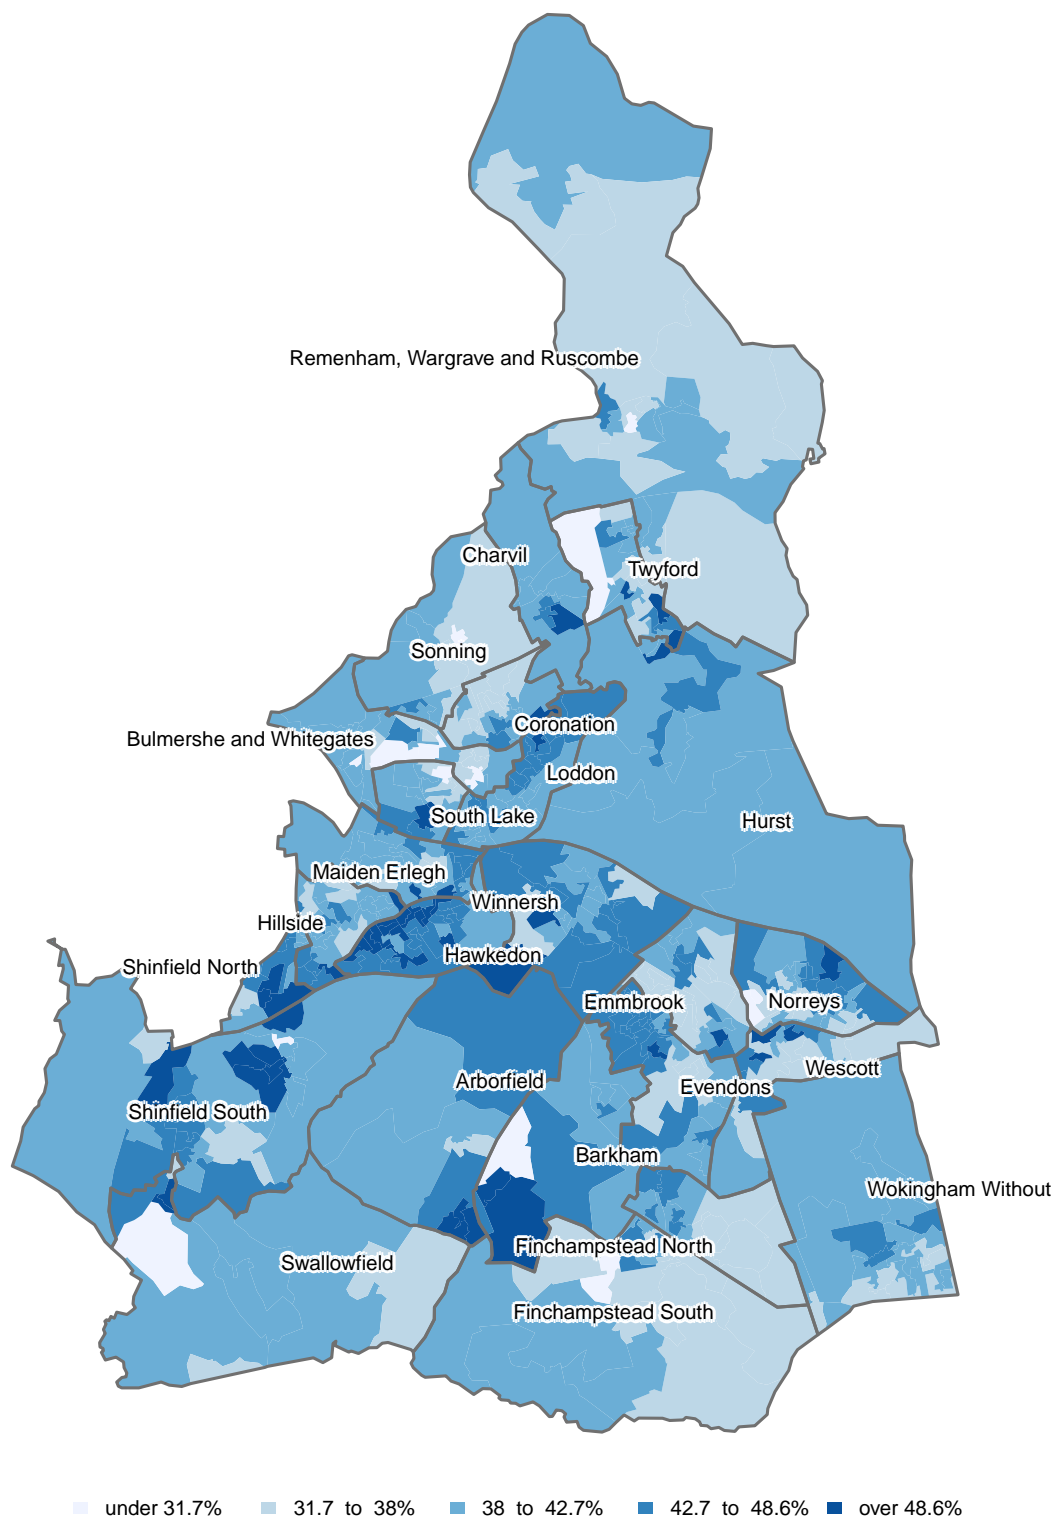 Remenham, Wargrave and Ruscombe
Charvil
Twyford
Sonning
Coronation
Bulmershe and Whitegates
Loddon
South Lake
Hurst
Maiden Erlegh
Winnersh
Hillside
Hawkedon
Shinfield North
Emmbrook
Norreys
Wescott
Arborfield
Evendons
Shinfield South
Barkham
Wokingham Without
Finchampstead North
Swallowfield
Finchampstead South
under 31.7% 31.7 to 38% 38 to 42.7% 42.7 to 48.6% over 48.6%